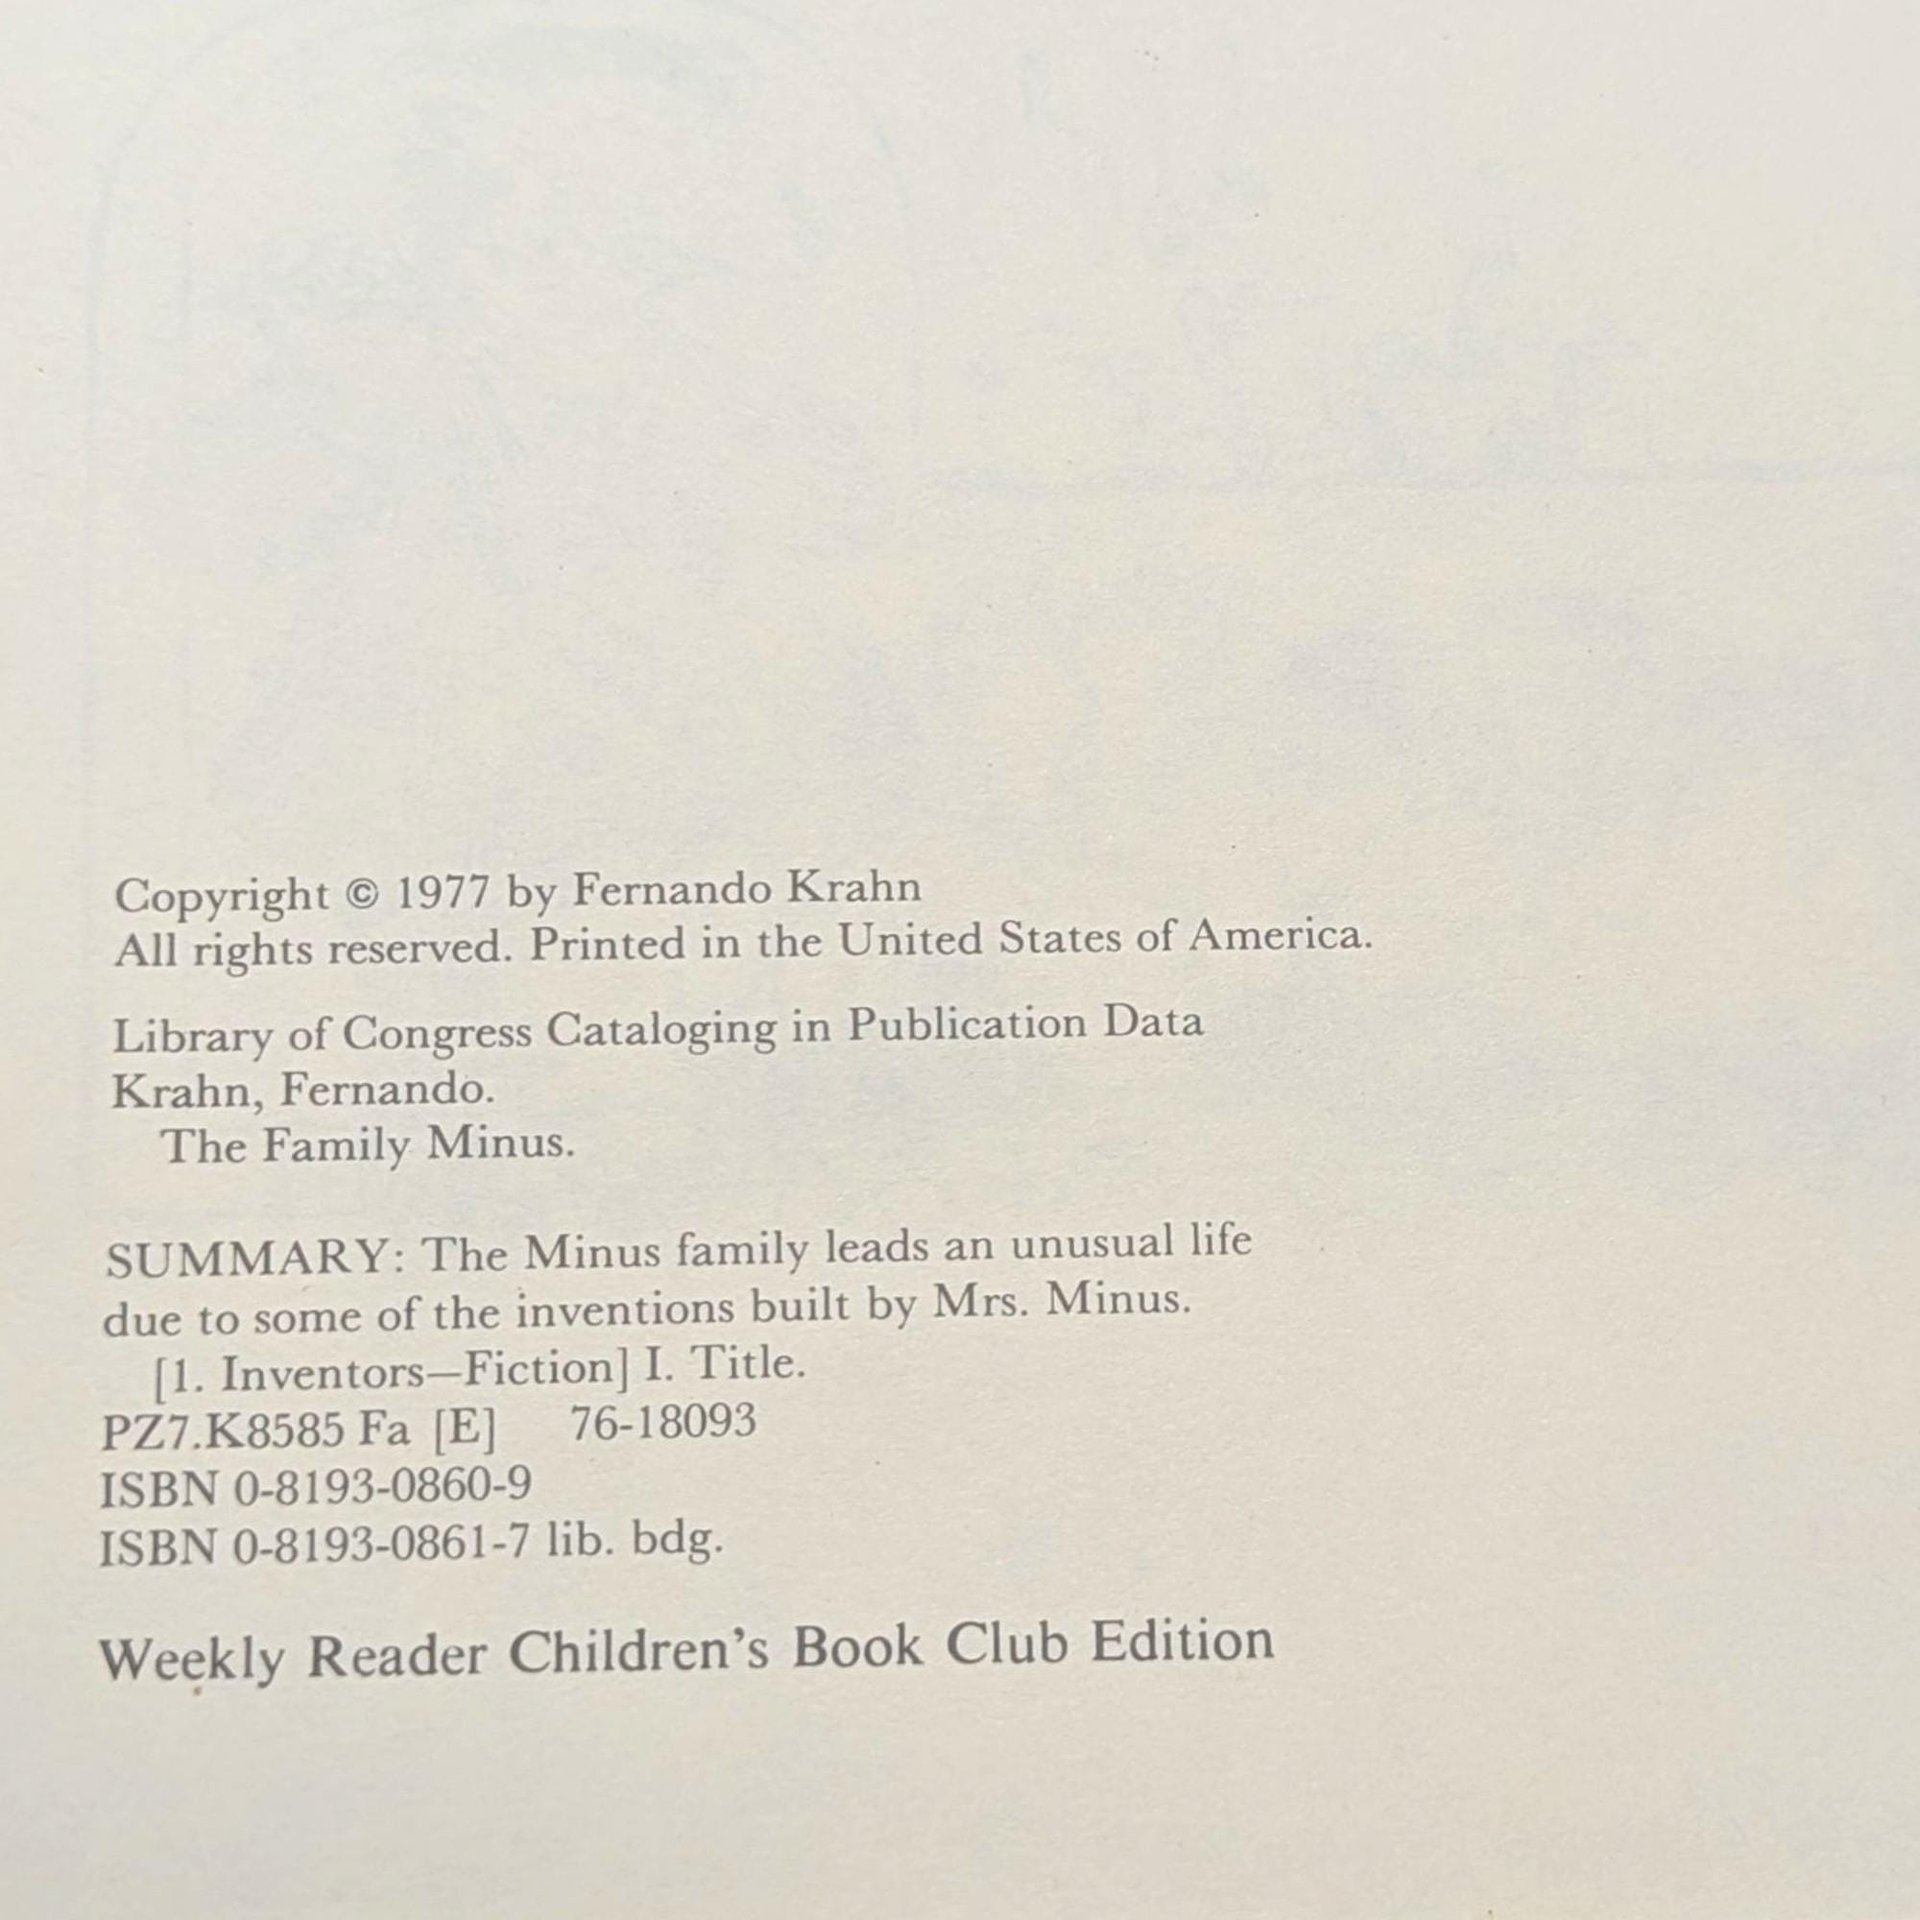 Copyright © 1977 by Fernando Krahn
All rights reserved. Printed in the United States of America.
Library of Congress Cataloging in Publication Data
Krahn, Fernando.
The Family Minus.
SUMMARY: The Minus family leads an unusual life
due to some of the inventions built by Mrs. Minus.
[1. Inventors—Fiction] I. Title.
PZ7.K8585 Fa [E] 76-18093
ISBN 0-8193-0860-9
ISBN 0-8193-0861-7 lib. bdg.
Weekly Reader Children's Book Club Edition